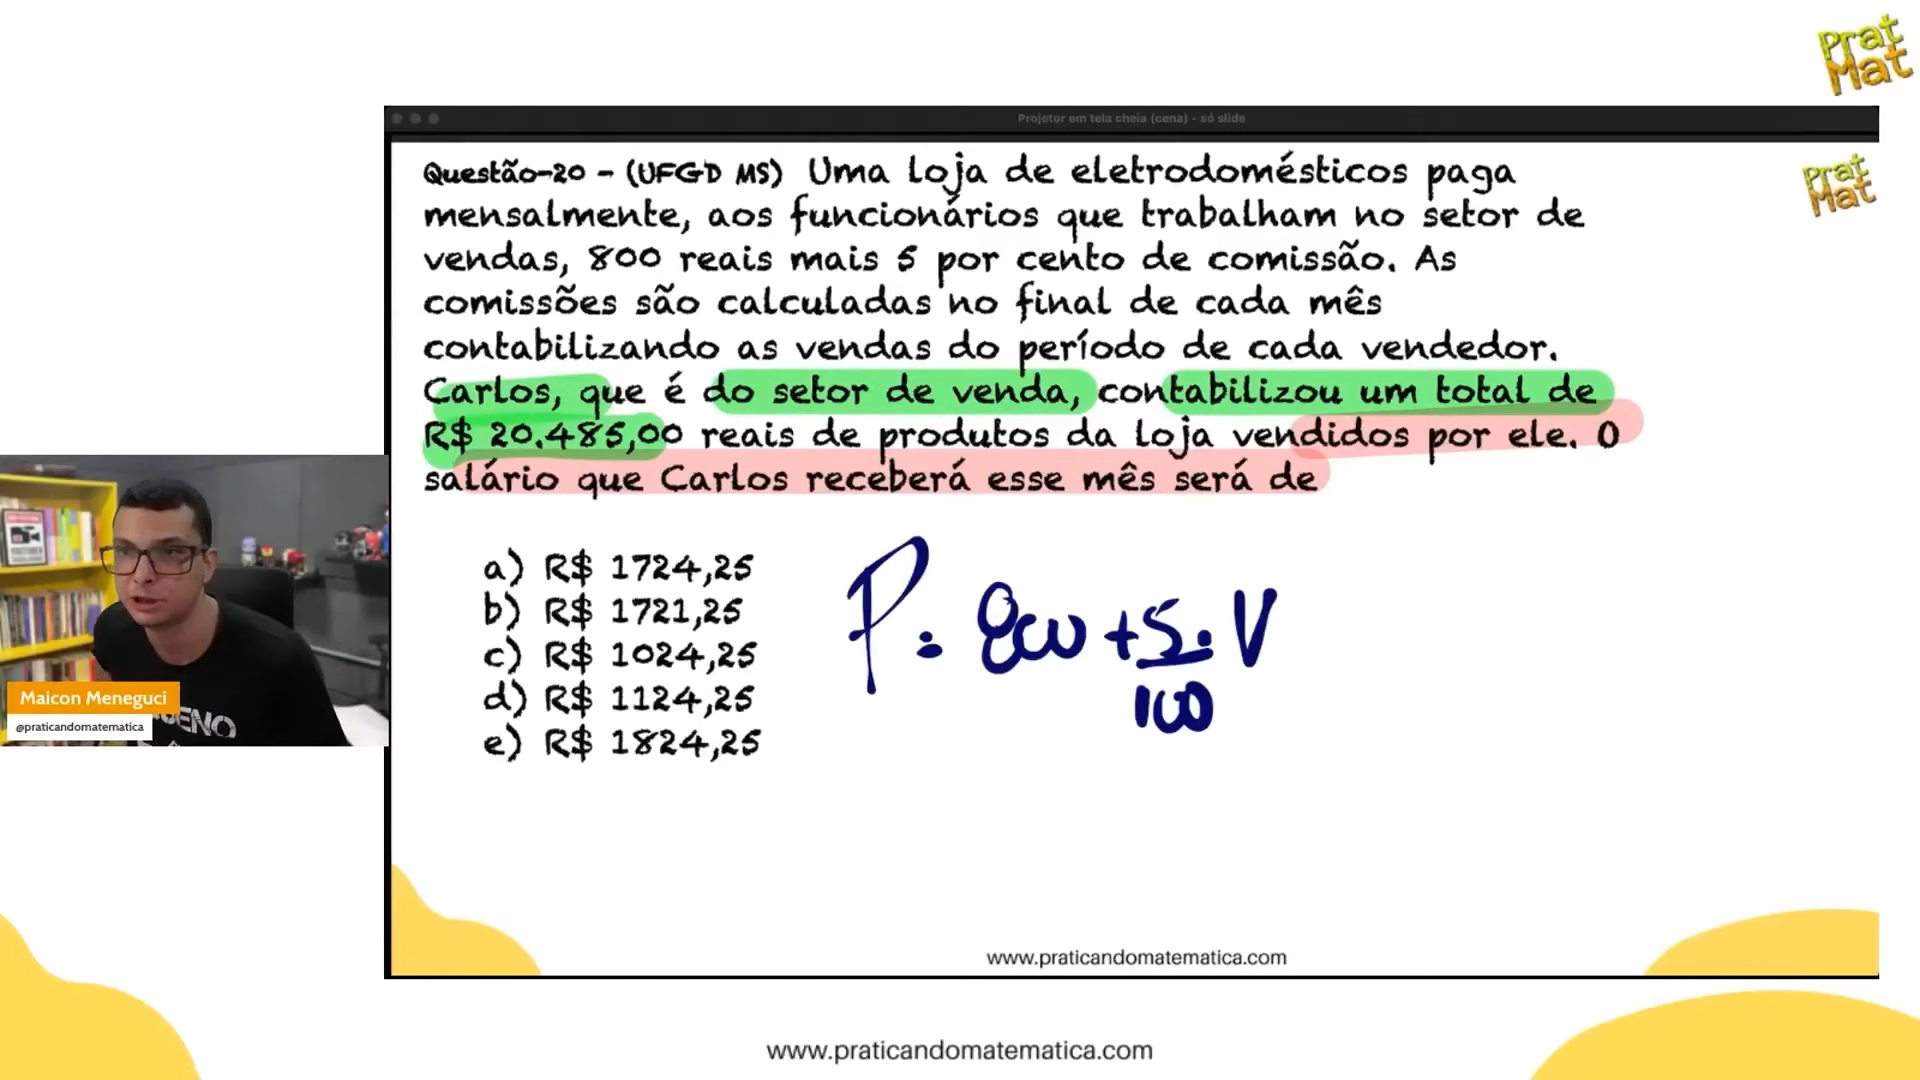 Prat
Mat
Projetor em tela cheia (cena) - só slide
Questão-20 - (UFGD MS) Uma loja de eletrodomésticos paga
mensalmente, aos funcionários que trabalham no setor de
vendas, 800 reais mais 5 por cento de comissão. As
comissões são calculadas no final de cada mês
contabilizando as vendas do período de cada vendedor.
Carlos, que é do setor de venda, contabilizou um total de
R$ 20.485,00 reais de produtos da loja vendidos por ele. O
salário que Carlos receberá esse mês será de
Prat
Mat
a) R$ 1724,25
b) R$ 1721,25
c) R$ 1024,25
d) R$ 1124,25
e) R$ 1824,25
P = 800 + 5 . V
100
Maicon Meneguci
@praticandomatematica
www.praticandomatematica.com
www.praticandomatematica.com